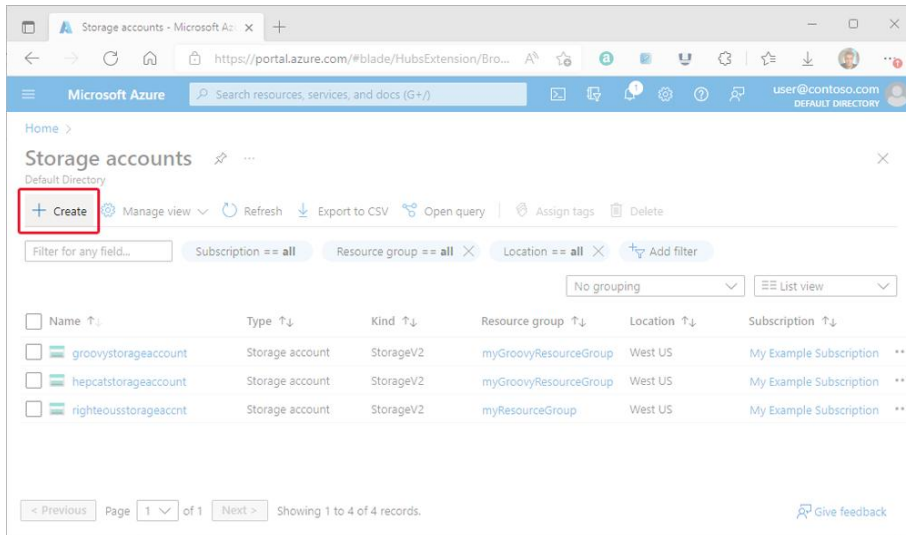 Storage accounts - Microsoft Az
https://portal.azure.com/#blade/HubsExtension/Bro...
Microsoft Azure
Search resources, services, and docs (G+/)
1
user@contoso.com
DEFAULT DIRECTORY
Home >
Storage accounts
Default Directory
+ Create Manage view Refresh Export to CSV Open query Assign tags Delete
Filter for any field... Subscription == all Resource group == all Location == all Add filter
No grouping List view
Name Type Kind Resource group Location Subscription
groovystorageaccount Storage account StorageV2 myGroovyResourceGroup West US My Example Subscription
hepcatstorageaccount Storage account StorageV2 myGroovyResourceGroup West US My Example Subscription
righteousstorageaccnt Storage account StorageV2 myResourceGroup West US My Example Subscription
< Previous Page 1 of 1 Next > Showing 1 to 4 of 4 records. Give feedback